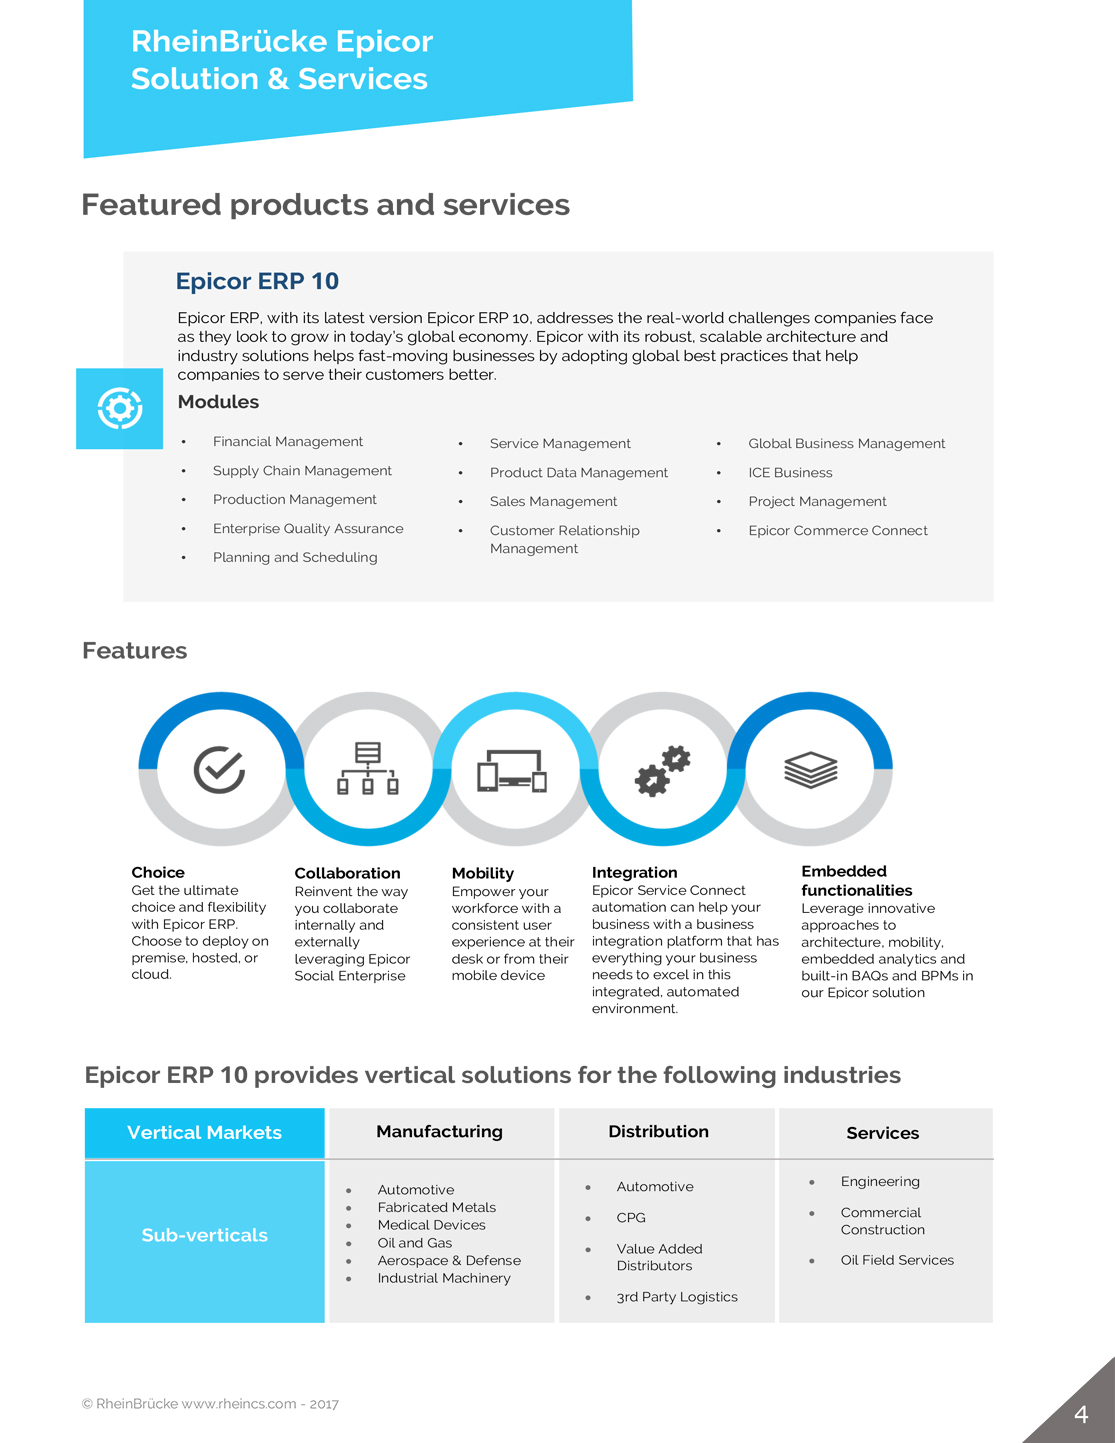 RheinBrücke Epicor
Solution & Services
Featured products and services
Epicor ERP 10
Epicor ERP, with its latest version Epicor ERP 10, addresses the real-world challenges companies face
as they look to grow in today's global economy. Epicor with its robust, scalable architecture and
industry solutions helps fast-moving businesses by adopting global best practices that help
companies to serve their customers better.
Modules
• Financial Management
• Supply Chain Management
• Production Management
• Enterprise Quality Assurance
• Planning and Scheduling
• Service Management
• Product Data Management
• Sales Management
• Customer Relationship
Management
• Global Business Management
• ICE Business
• Project Management
• Epicor Commerce Connect
Features
Choice
Get the ultimate
choice and flexibility
with Epicor ERP.
Choose to deploy on
premise, hosted, or
cloud.
Collaboration
Reinvent the way
you collaborate
internally and
externally
leveraging Epicor
Social Enterprise
Mobility
Empower your
workforce with a
consistent user
experience at their
desk or from their
mobile device
Integration
Epicor Service Connect
automation can help your
business with a business
integration platform that has
everything your business
needs to excel in this
integrated, automated
environment.
Embedded
functionalities
Leverage innovative
approaches to
architecture, mobility,
embedded analytics and
built-in BAQs and BPMs in
our Epicor solution
Epicor ERP 10 provides vertical solutions for the following industries
Vertical Markets
Manufacturing
Distribution
Services
Sub-verticals
• Automotive
• Fabricated Metals
• Medical Devices
• Oil and Gas
• Aerospace & Defense
• Industrial Machinery
• Automotive
• CPG
• Value Added
Distributors
• 3rd Party Logistics
• Engineering
• Commercial
Construction
• Oil Field Services
© RheinBrücke www.rheincs.com - 2017
4